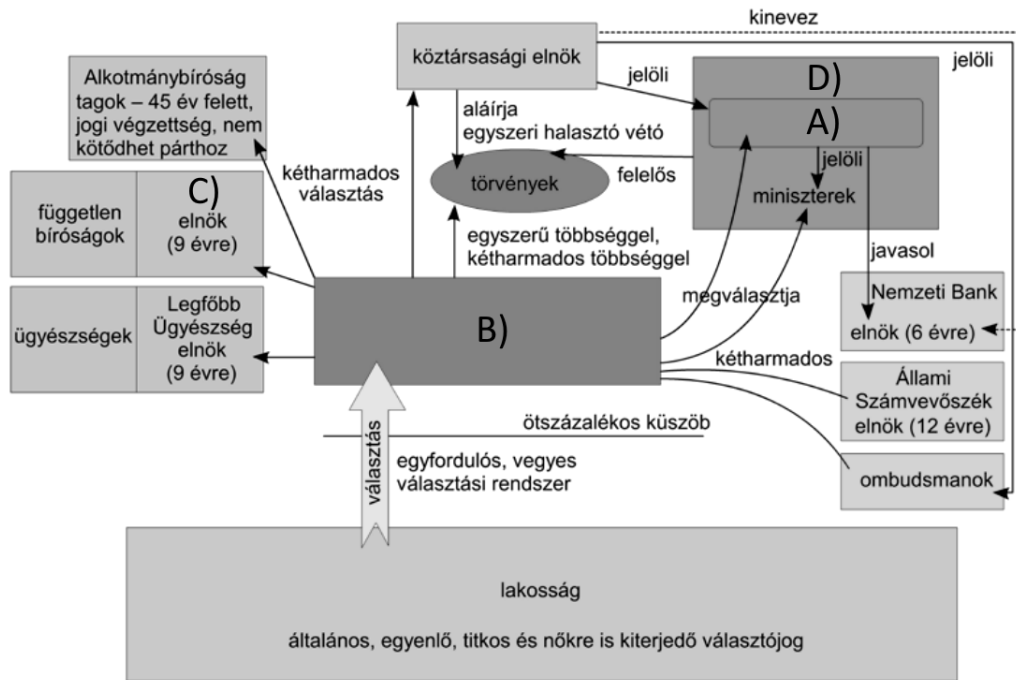 kinevez
köztársasági elnök
jelöli
jelöli
D)
A)
jelöli
miniszterek
Alkotmánybíróság
tagok – 45 év felett,
jogi végzettség, nem
kötődhet párthoz
aláírja
egyszeri halasztó vétó
kétharmados
választás
törvények
felelős
független
bíróságok
C)
elnök
(9 évre)
egyszerű többséggel,
kétharmados többséggel
javasol
ügyészségek
Legfőbb
Ügyészség
elnök
(9 évre)
B)
megválasztja
Nemzeti Bank
elnök (6 évre)
kétharmados
Állami
Számvevőszék
elnök (12 évre)
ombudsmanok
választás
ötszázalékos küszöb
egyfordulós, vegyes
választási rendszer
lakosság
általános, egyenlő, titkos és nőkre is kiterjedő választójog